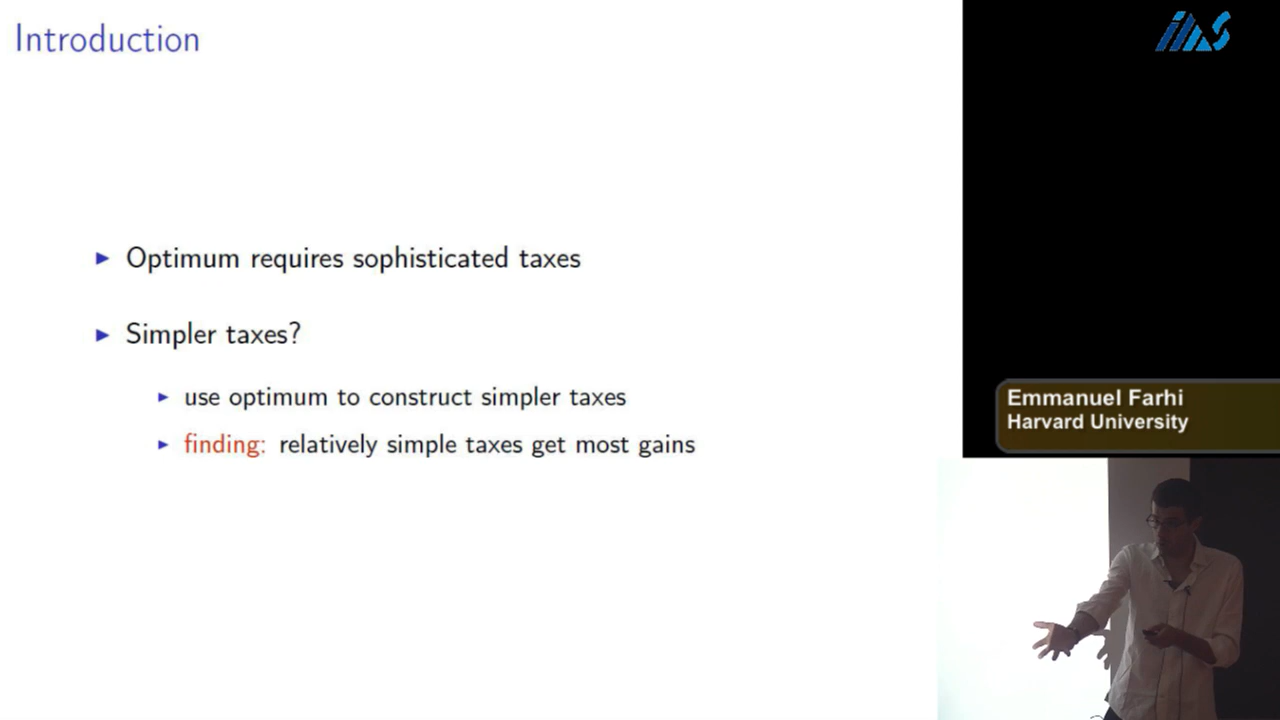 Introduction
Optimum requires sophisticated taxes
Simpler taxes?
use optimum to construct simpler taxes
finding: relatively simple taxes get most gains
Emmanuel Farhi
Harvard University